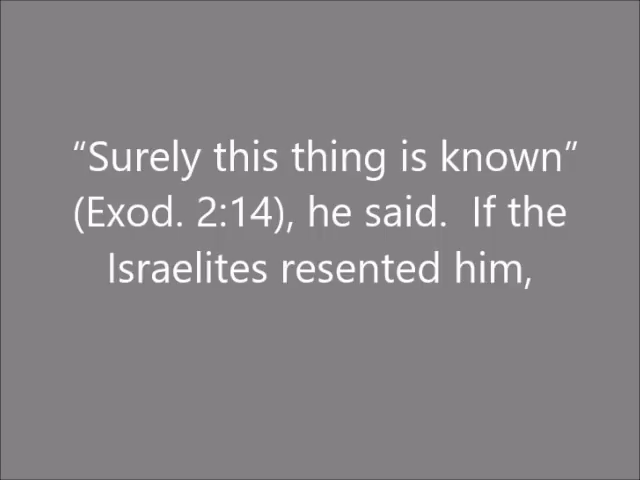 “Surely this thing is known”
(Exod. 2:14), he said.  If the
Israelites resented him,